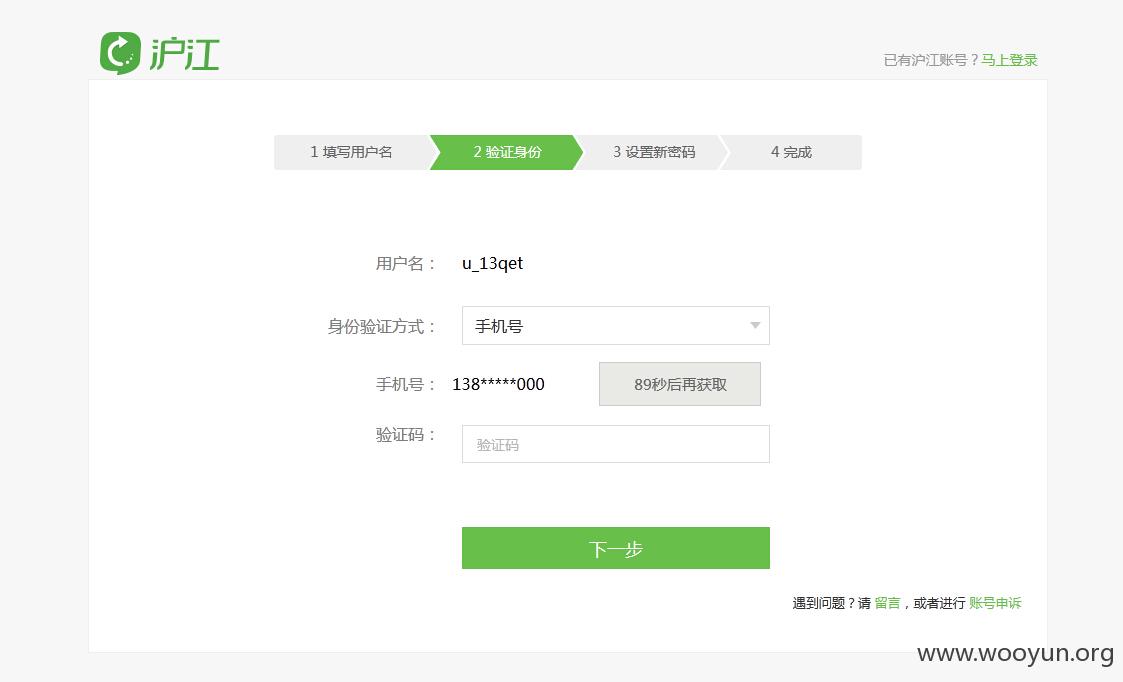 沪江
已有沪江账号？马上登录
1 填写用户名 2 验证身份 3 设置新密码 4 完成
用户名： u_13qet
身份验证方式： 手机号
手机号： 138*****000 89秒后再获取
验证码： 验证码
下一步
遇到问题？请 留言，或者进行 账号申诉
www.wooyun.org